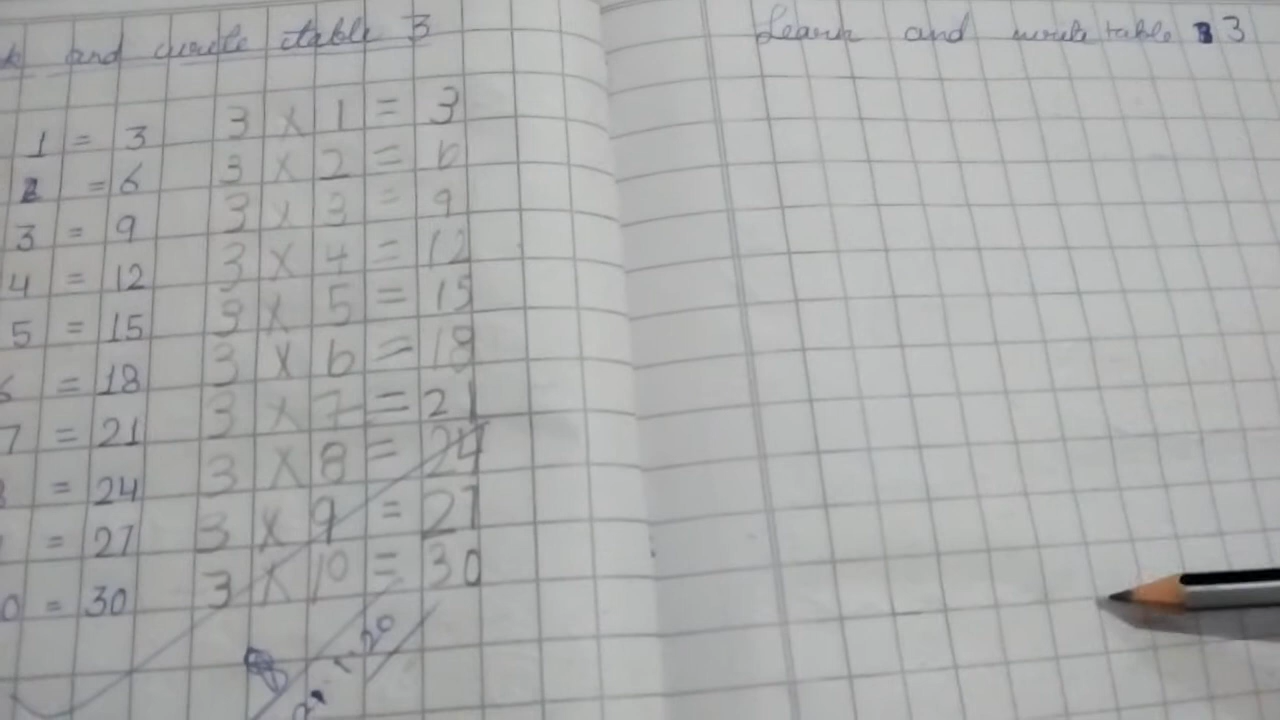 and write table 3
Learn and write table 3
1 = 3 3 × 1 = 3
2 = 6 3 × 2 = 6
3 = 9 3 × 3 = 9
4 = 12 3 × 4 = 12
5 = 15 3 × 5 = 15
6 = 18 3 × 6 = 18
7 = 21 3 × 7 = 21
= 24 3 × 8 = 24
= 27 3 × 9 = 27
0 = 30 3 × 10 = 30